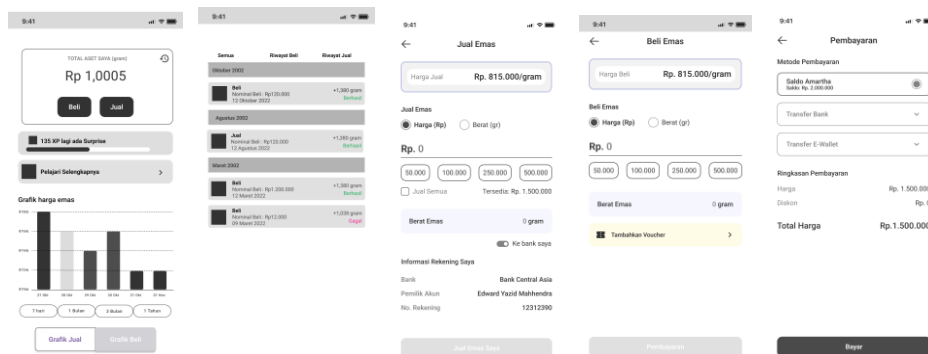 9:41
TOTAL ASET SAYA (gram)
Rp 1,0005
Beli
Jual
135 XP lagi ada Surprise
Pelajari Selengkapnya
Grafik harga emas
7 hari
1 Bulan
3 Bulan
1 Tahun
Grafik Jual
Grafik Beli
9:41
Semua
Riwayat Beli
Riwayat Jual
Oktober 2002
Beli
Nominal Beli : Rp120.000
12 Oktober 2022
+1,380 gram
Berhasil
Agustus 2002
Jual
Nominal Beli : Rp120.000
12 Agustus 2022
+1,380 gram
Berhasil
Maret 2002
Beli
Nominal Beli : Rp1.200.000
12 Maret 2022
+1,380 gram
Berhasil
Beli
Nominal Beli : Rp12.000
09 Maret 2022
+1,038 gram
Gagal
9:41
Jual Emas
Harga Jual
Rp. 815.000/gram
Jual Emas
Harga (Rp)
Berat (gr)
Rp. 0
50.000
100.000
250.000
500.000
Jual Semua
Tersedia: Rp. 1.500.000
Berat Emas
0 gram
Ke bank saya
Informasi Rekening Saya
Bank
Bank Central Asia
Pemilik Akun
Edward Yazid Mahhendra
No. Rekening
12312390
Jual Emas Saya
9:41
Beli Emas
Harga Beli
Rp. 815.000/gram
Beli Emas
Harga (Rp)
Berat (gr)
Rp. 0
50.000
100.000
250.000
500.000
Berat Emas
0 gram
Tambahkan Voucher
Pembayaran
9:41
Pembayaran
Metode Pembayaran
Saldo Amartha
Saldo: Rp. 2.000.000
Transfer Bank
Transfer E-Wallet
Ringkasan Pembayaran
Harga
Rp. 1.500.000
Diskon
Rp. 0
Total Harga
Rp.1.500.000
Bayar